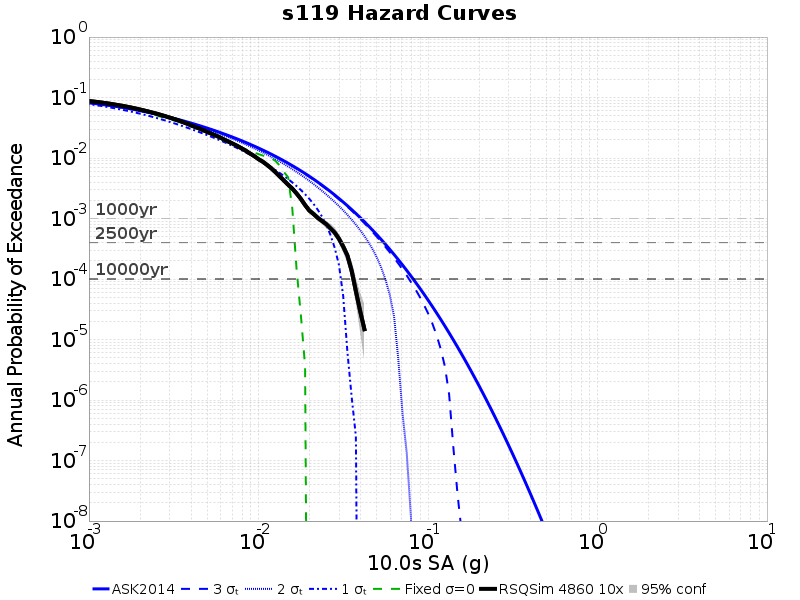 s119 Hazard Curves
Annual Probability of Exceedance
10⁰
10⁻¹
10⁻²
10⁻³
10⁻⁴
10⁻⁵
10⁻⁶
10⁻⁷
10⁻⁸
1000yr
2500yr
10000yr
10⁻³ 10⁻² 10⁻¹ 10⁰ 10¹
10.0s SA (g)
ASK2014 3 σₜ 2 σₜ 1 σₜ Fixed σ=0 RSQSim 4860 10x 95% conf